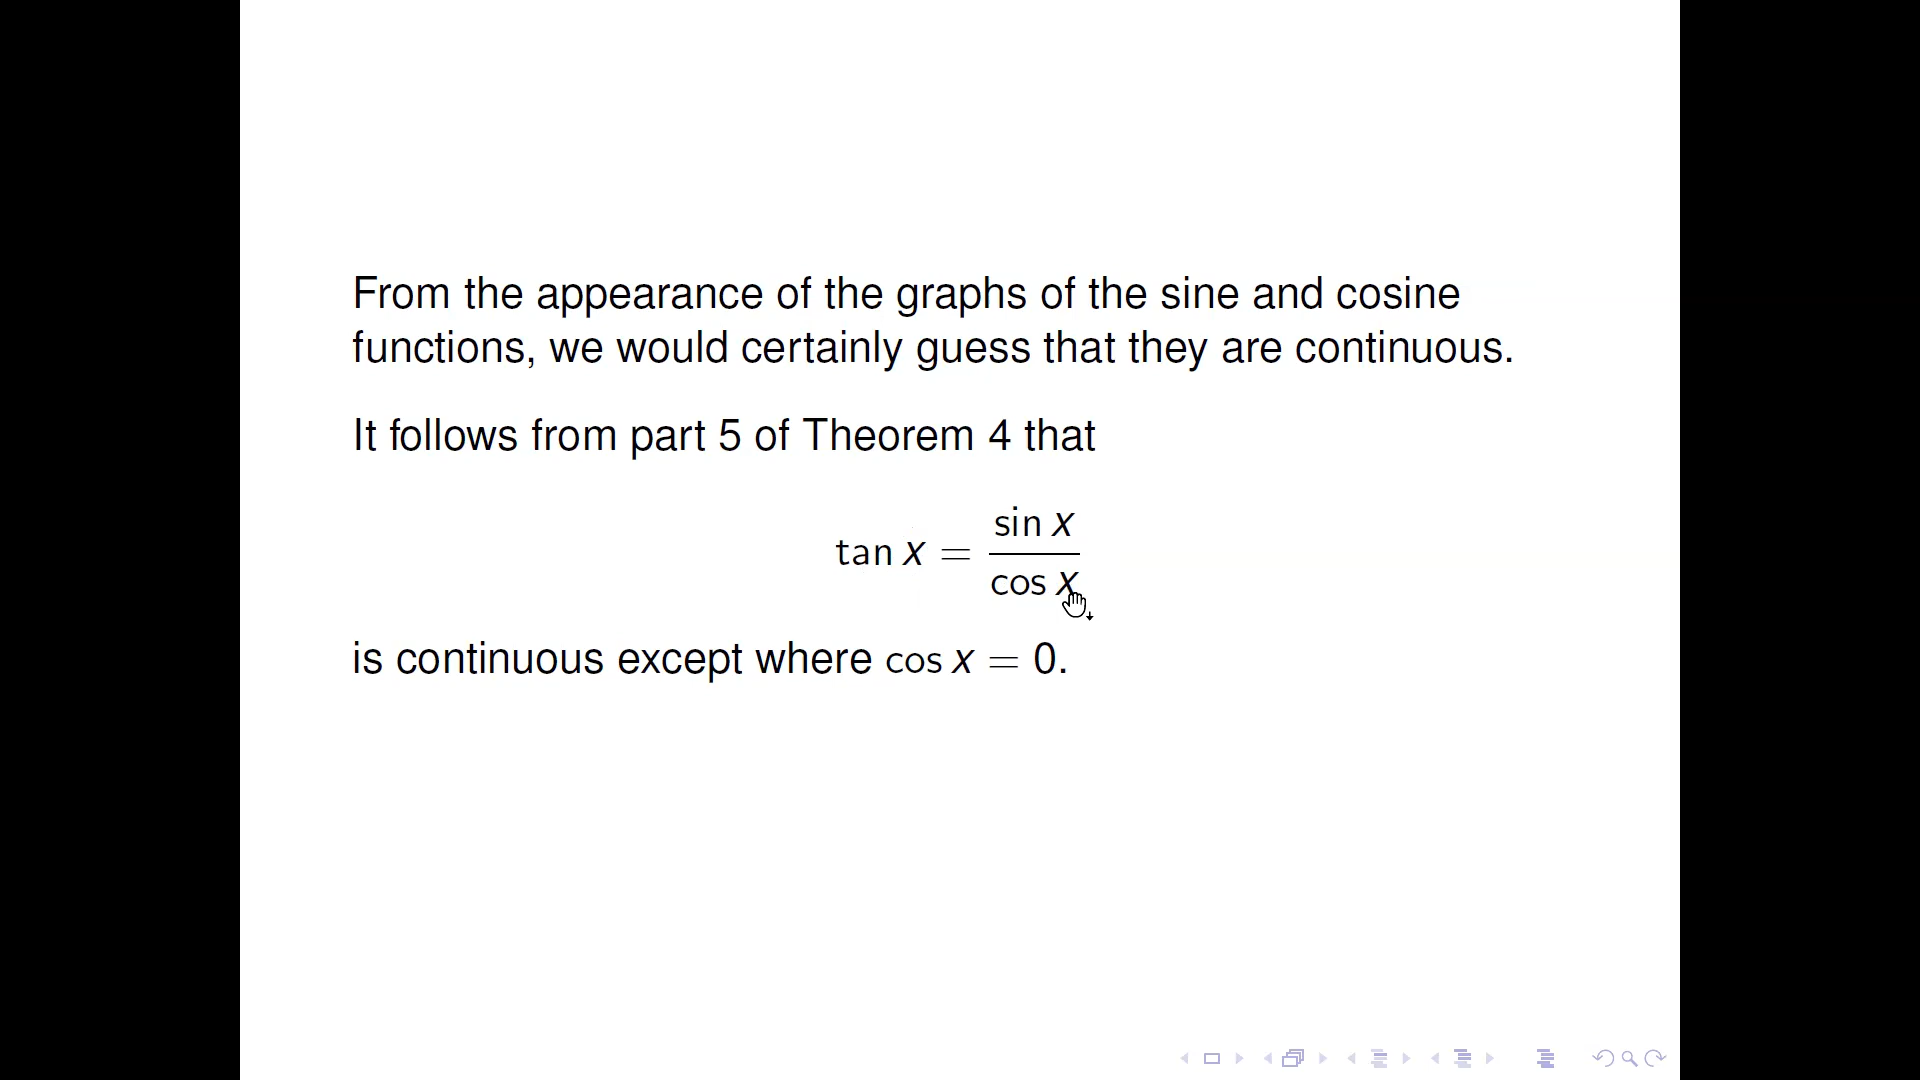 From the appearance of the graphs of the sine and cosine
functions, we would certainly guess that they are continuous.
It follows from part 5 of Theorem 4 that
tan x = sin x / cos x
is continuous except where cos x = 0.